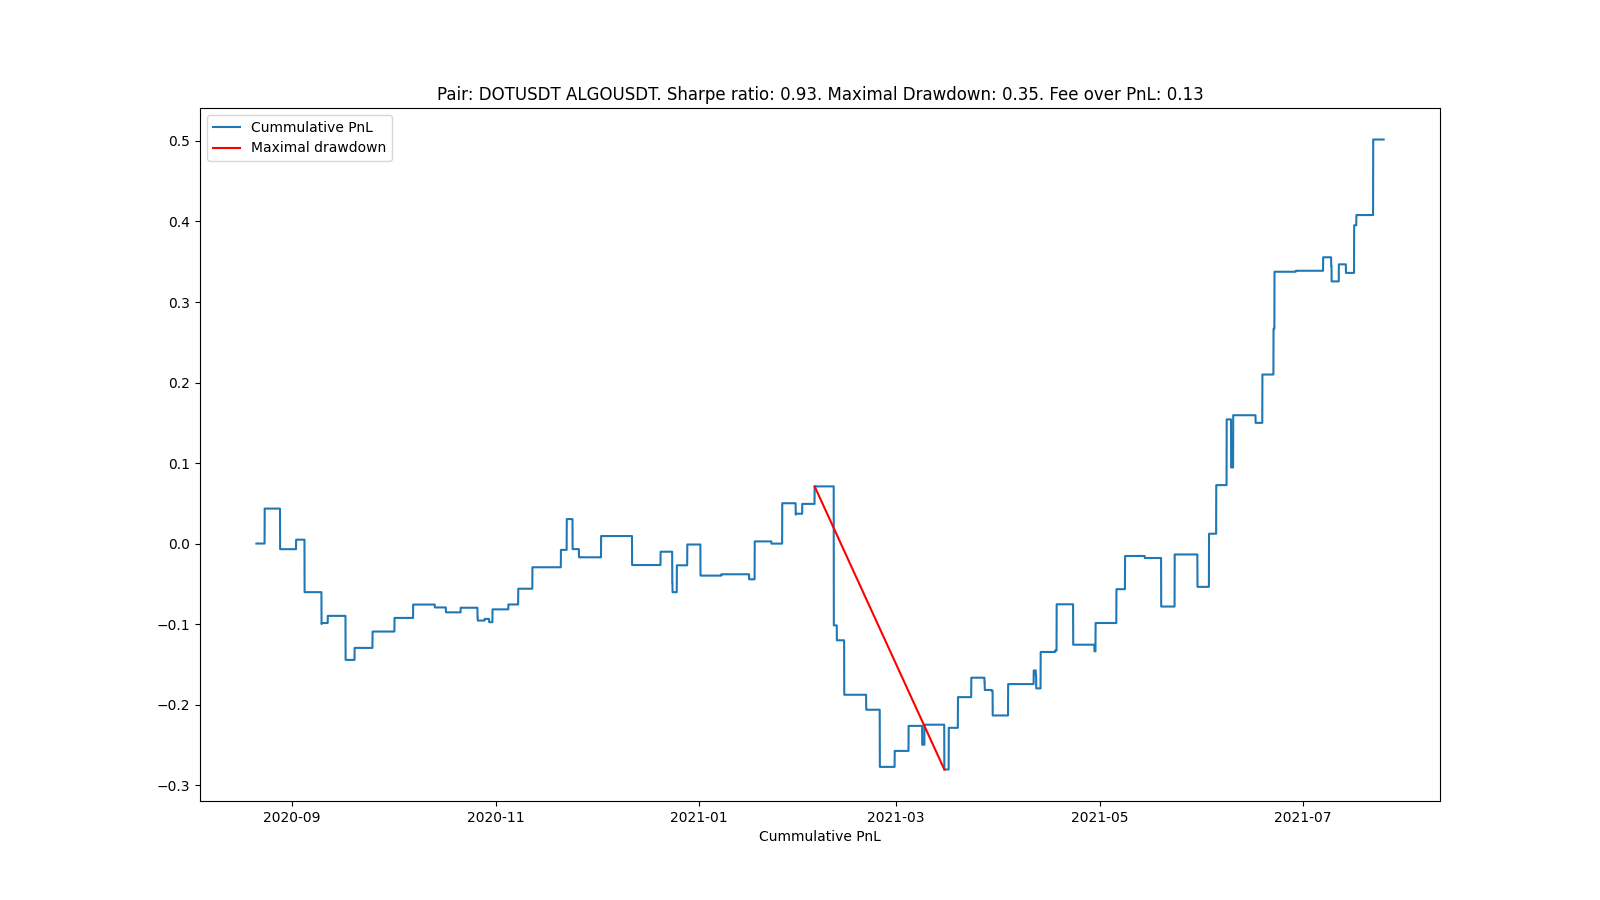 Pair: DOTUSDT ALGOUSDT. Sharpe ratio: 0.93. Maximal Drawdown: 0.35. Fee over PnL: 0.13
Cummulative PnL
Maximal drawdown
0.5
0.4
0.3
0.2
0.1
0.0
−0.1
−0.2
−0.3
2020-09 2020-11 2021-01 2021-03 2021-05 2021-07
Cummulative PnL